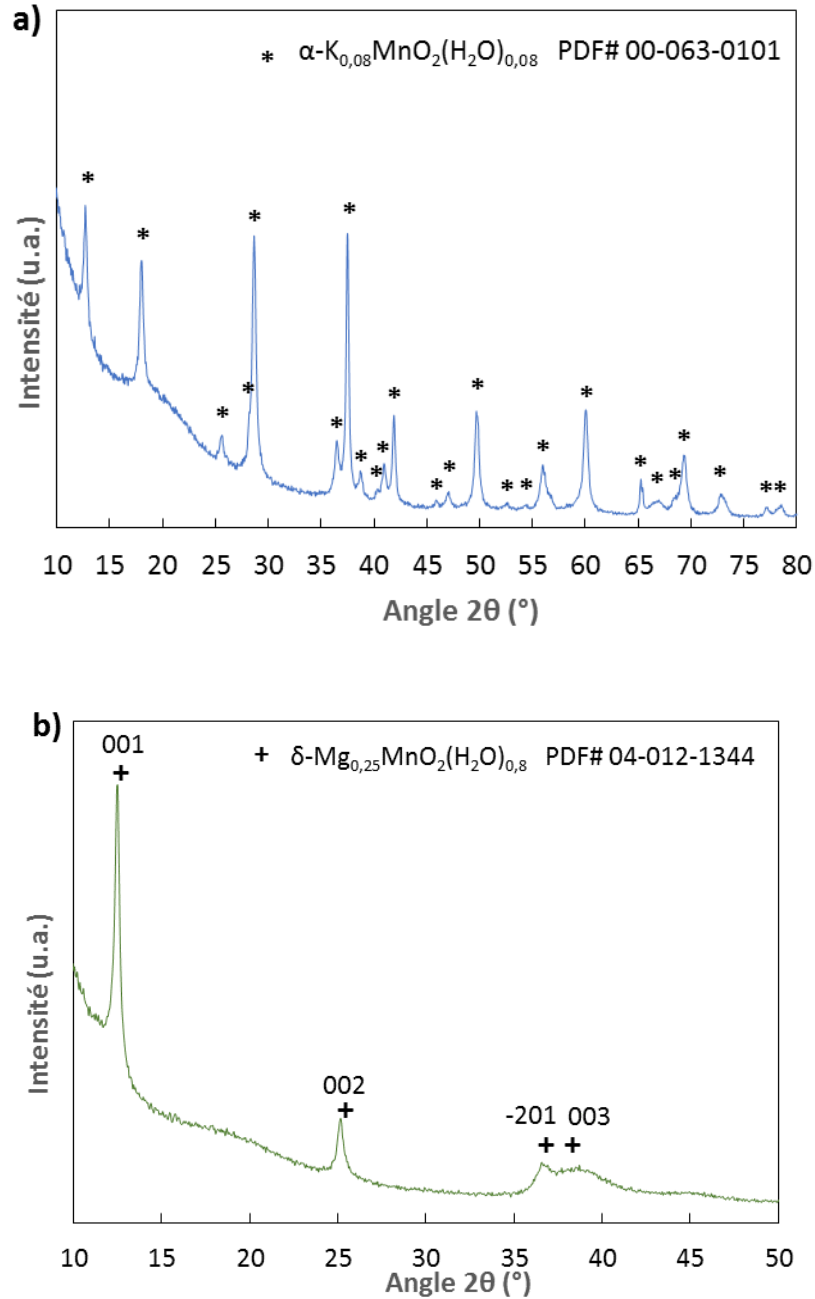 a)
* α-K0,08MnO2(H2O)0,08 PDF# 00-063-0101
* * * * * * * * * * * * * * * * * * * * * * * **
Intensité (u.a.)
10 15 20 25 30 35 40 45 50 55 60 65 70 75 80
Angle 2θ (°)
b)
001
+ δ-Mg0,25MnO2(H2O)0,8 PDF# 04-012-1344
+
Intensité (u.a.)
002
+
-201 003
+ +
10 15 20 25 30 35 40 45 50
Angle 2θ (°)